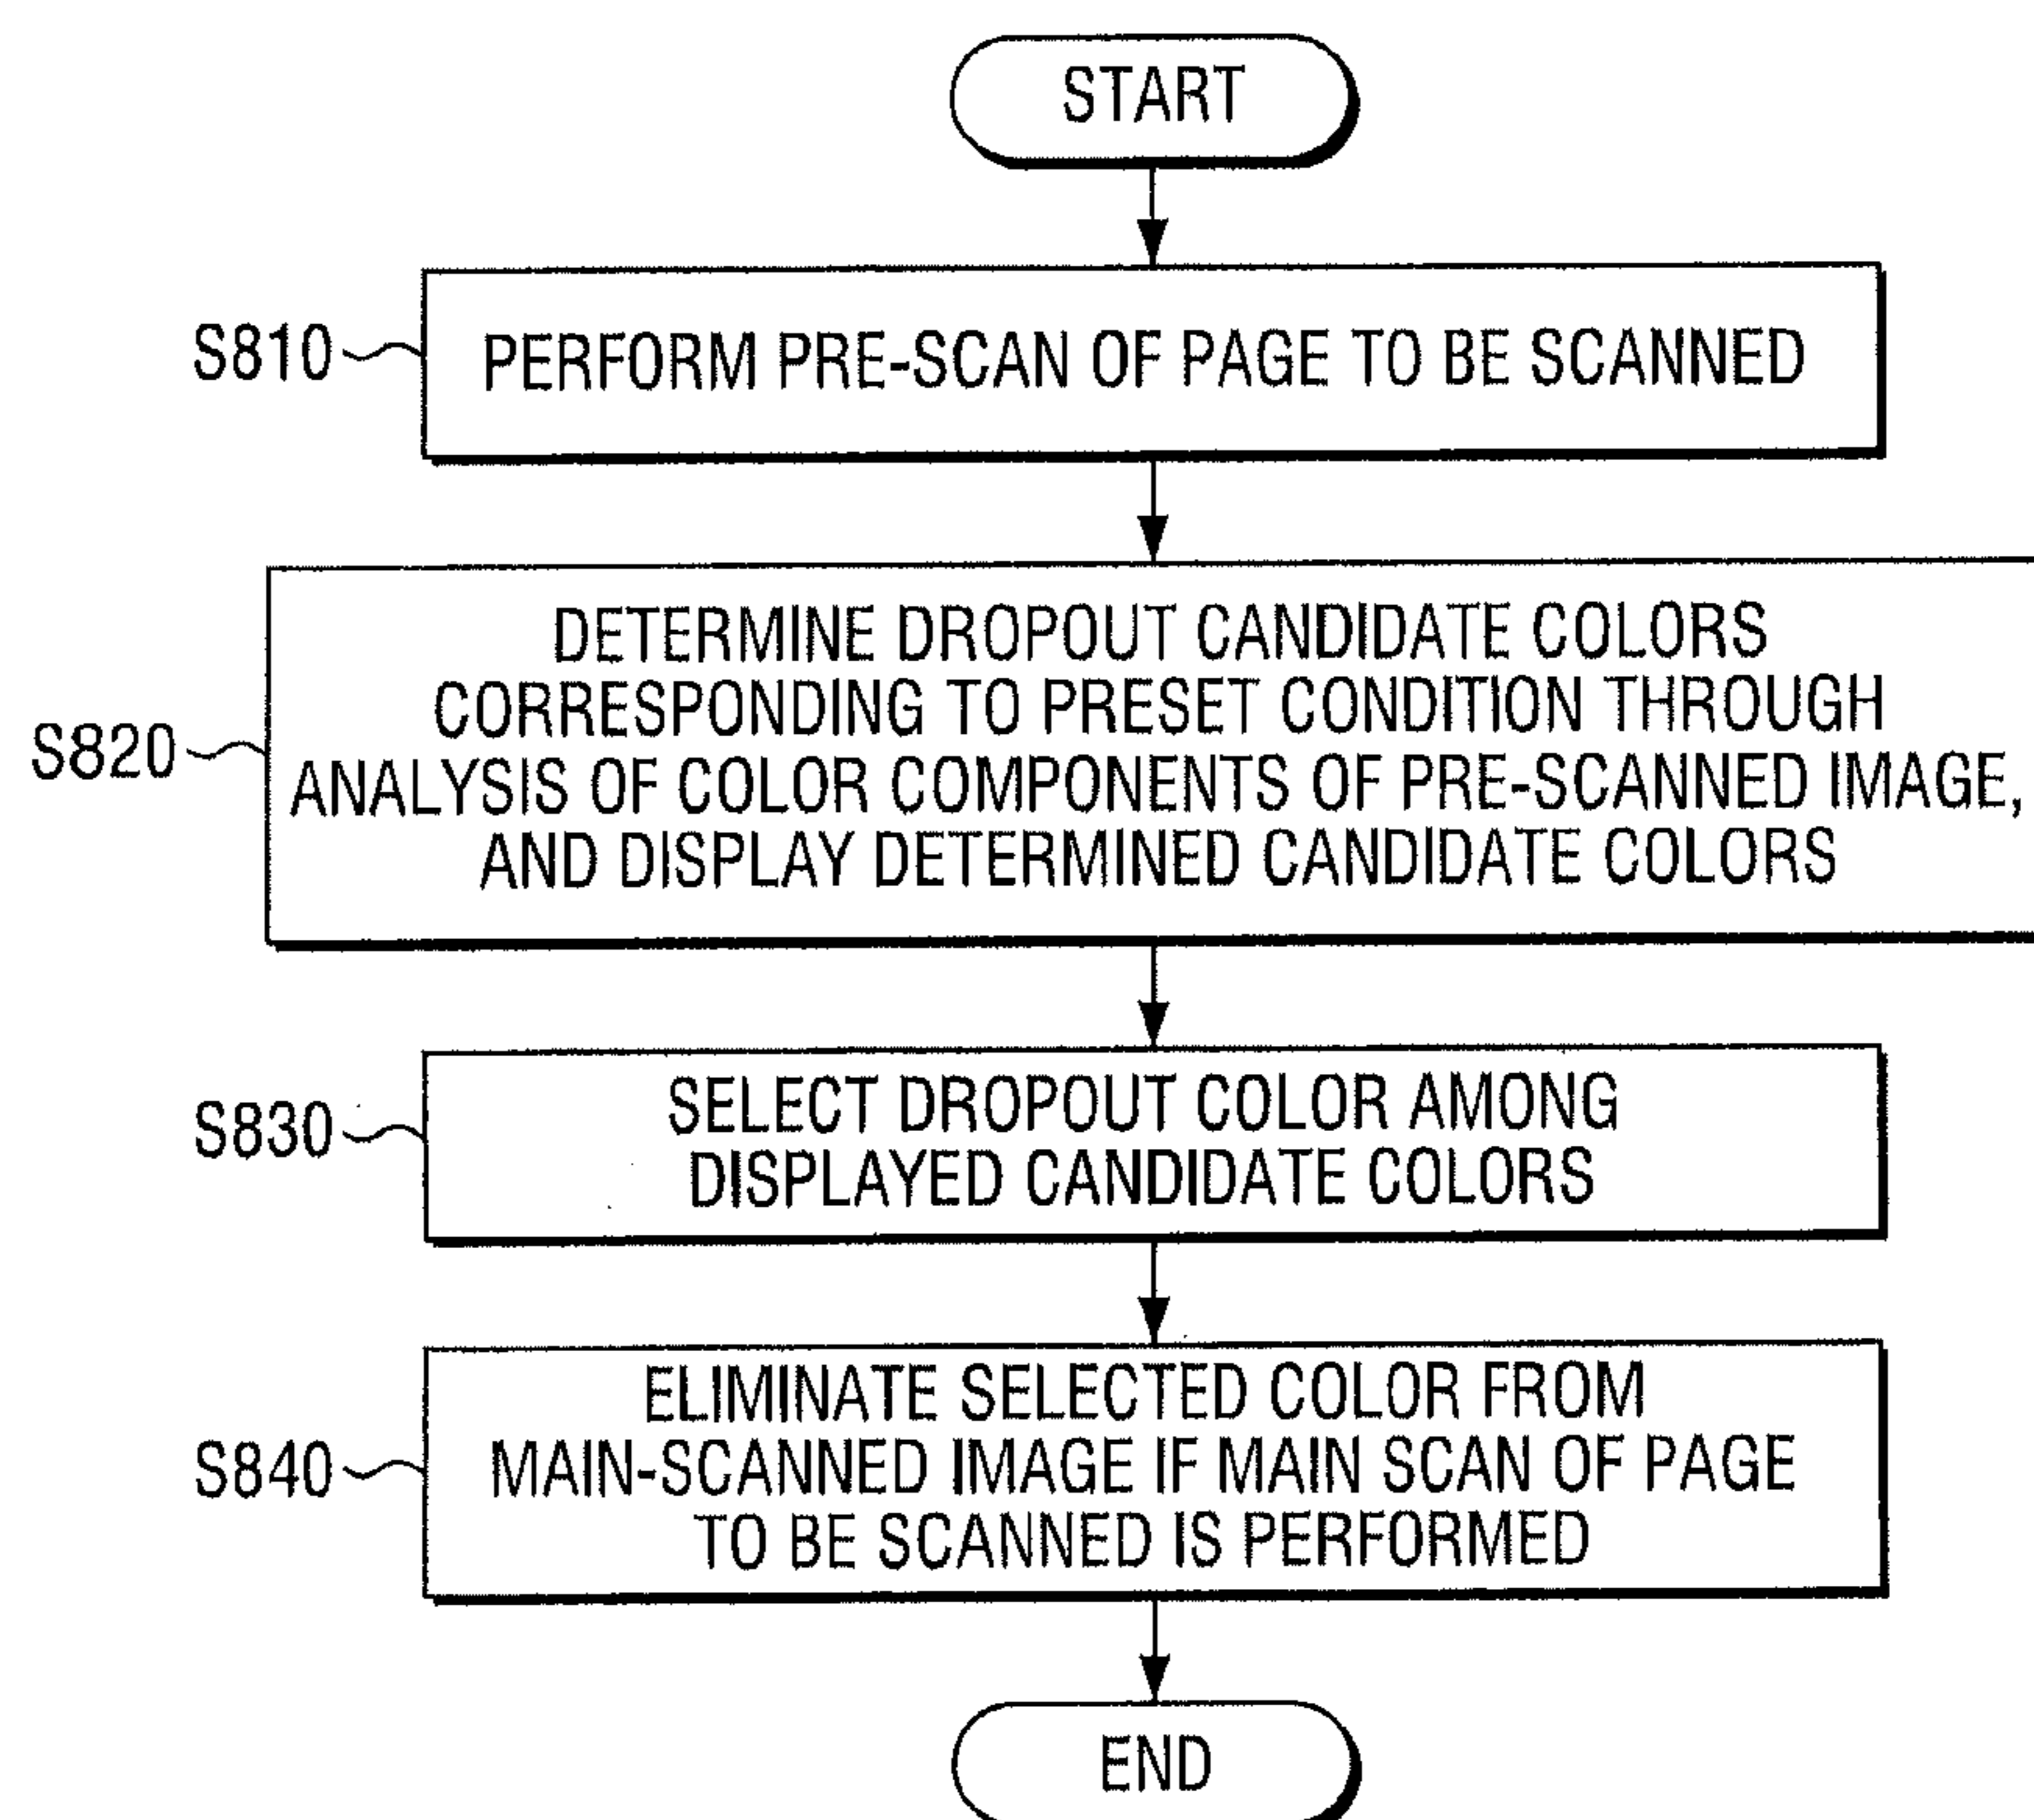 START
S810
PERFORM PRE-SCAN OF PAGE TO BE SCANNED
S820
DETERMINE DROPOUT CANDIDATE COLORS
CORRESPONDING TO PRESET CONDITION THROUGH
ANALYSIS OF COLOR COMPONENTS OF PRE-SCANNED IMAGE,
AND DISPLAY DETERMINED CANDIDATE COLORS
S830
SELECT DROPOUT COLOR AMONG
DISPLAYED CANDIDATE COLORS
S840
ELIMINATE SELECTED COLOR FROM
MAIN-SCANNED IMAGE IF MAIN SCAN OF PAGE
TO BE SCANNED IS PERFORMED
END